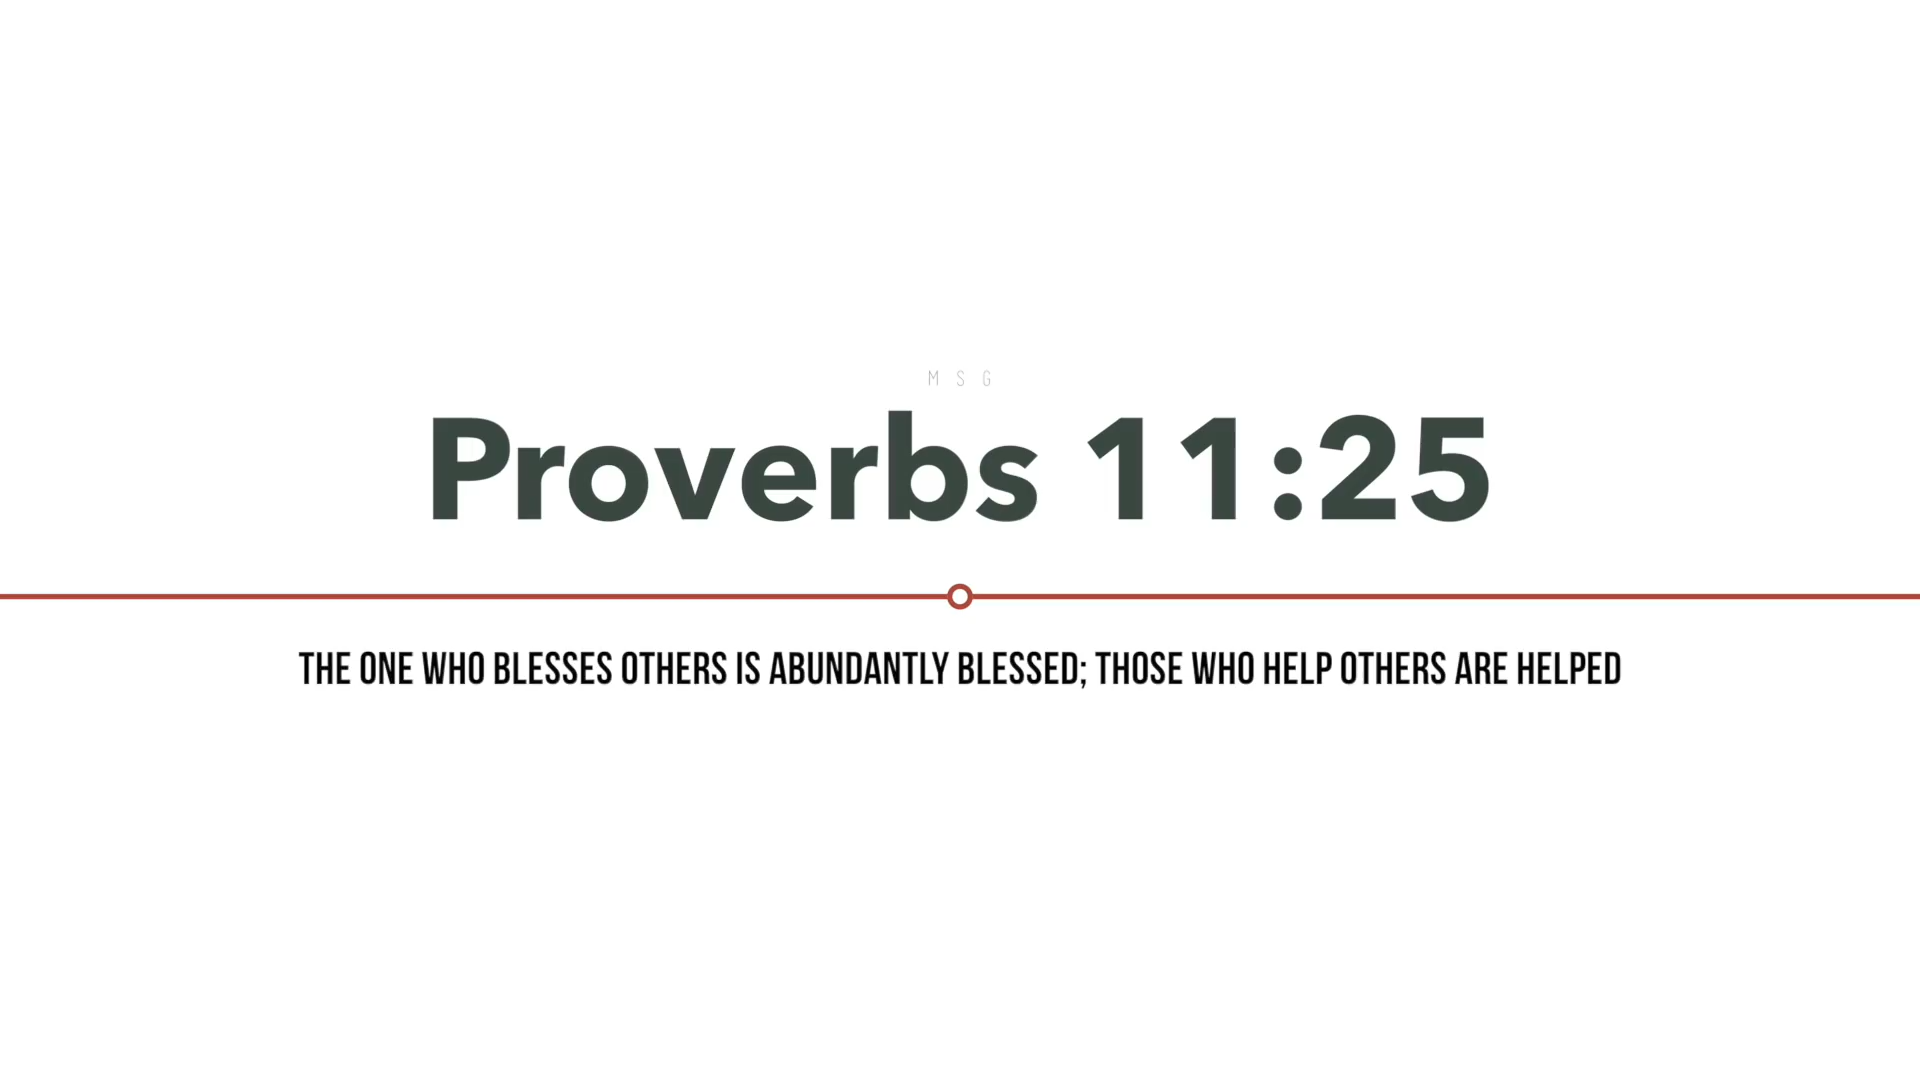 M S G
Proverbs 11:25
THE ONE WHO BLESSES OTHERS IS ABUNDANTLY BLESSED; THOSE WHO HELP OTHERS ARE HELPED